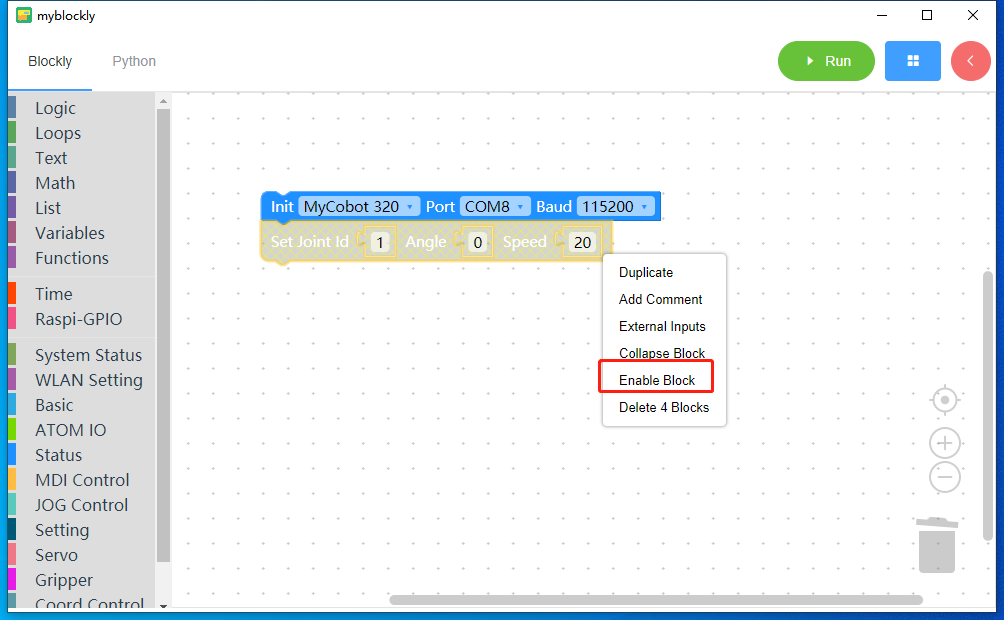 myblockly
Blockly Python
Run
Logic
Loops
Text
Math
List
Variables
Functions
Time
Raspi-GPIO
System Status
WLAN Setting
Basic
ATOM IO
Status
MDI Control
JOG Control
Setting
Servo
Gripper
Coord Control
Init MyCobot 320 Port COM8 Baud 115200
Set Joint Id 1 Angle 0 Speed 20
Duplicate
Add Comment
External Inputs
Collapse Block
Enable Block
Delete 4 Blocks